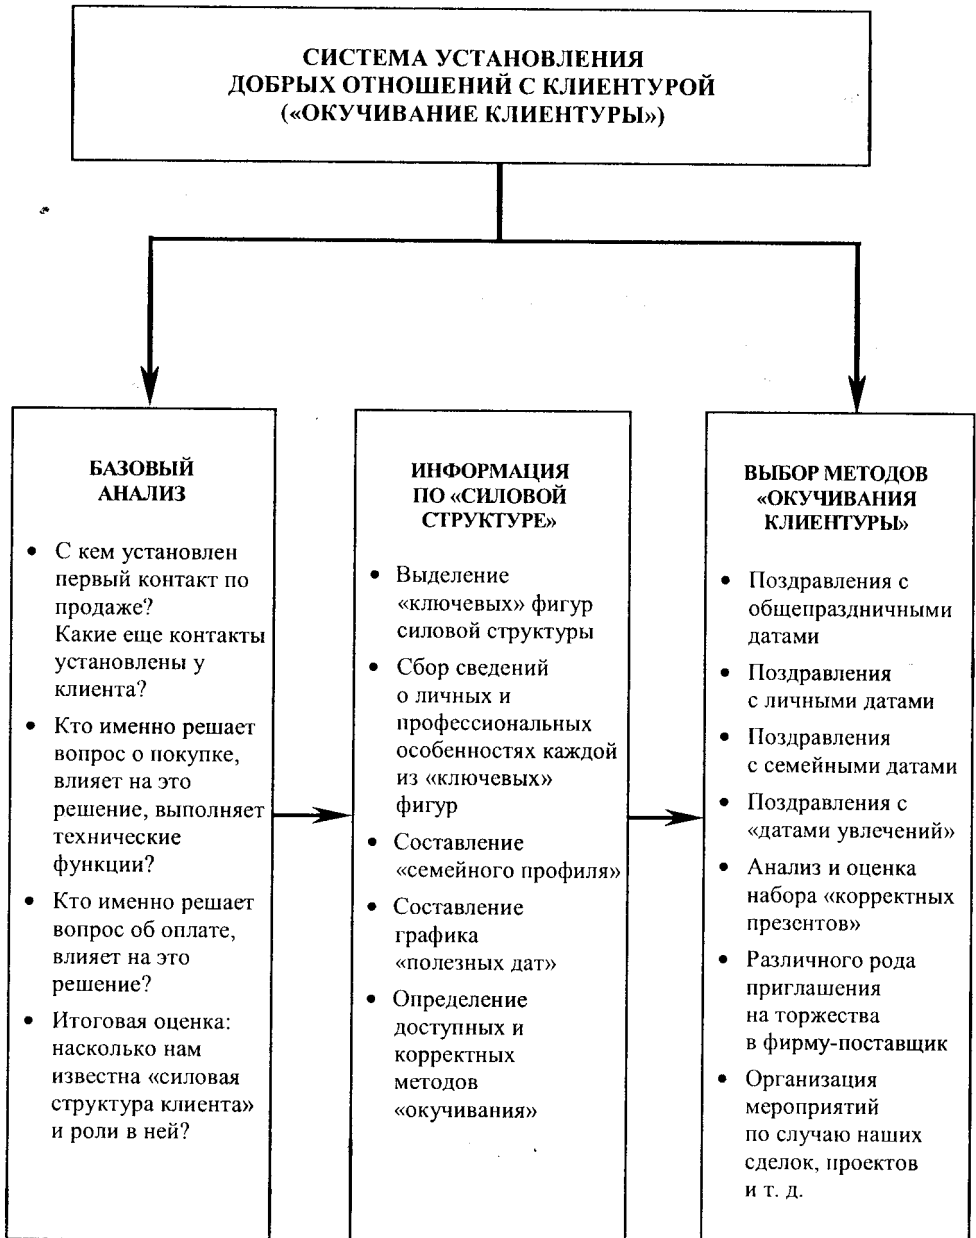 СИСТЕМА УСТАНОВЛЕНИЯ
ДОБРЫХ ОТНОШЕНИЙ С КЛИЕНТУРОЙ
(«ОКУЧИВАНИЕ КЛИЕНТУРЫ»)
БАЗОВЫЙ
АНАЛИЗ
• С кем установлен
первый контакт по
продаже?
Какие еще контакты
установлены у
клиента?
• Кто именно решает
вопрос о покупке,
влияет на это
решение, выполняет
технические
функции?
• Кто именно решает
вопрос об оплате,
влияет на это
решение?
• Итоговая оценка:
насколько нам
известна «силовая
структура клиента»
и роли в ней?
ИНФОРМАЦИЯ
ПО «СИЛОВОЙ
СТРУКТУРЕ»
• Выделение
«ключевых» фигур
силовой структуры
• Сбор сведений
о личных и
профессиональных
особенностях каждой
из «ключевых»
фигур
• Составление
«семейного профиля»
• Составление
графика
«полезных дат»
• Определение
доступных и
корректных
методов
«окучивания»
ВЫБОР МЕТОДОВ
«ОКУЧИВАНИЯ
КЛИЕНТУРЫ»
• Поздравления с
общепраздничными
датами
• Поздравления
с личными датами
• Поздравления
с семейными датами
• Поздравления с
«датами увлечений»
• Анализ и оценка
набора «корректных
презентов»
• Различного рода
приглашения
на торжества
в фирму-поставщик
• Организация
мероприятий
по случаю наших
сделок, проектов
и т. д.